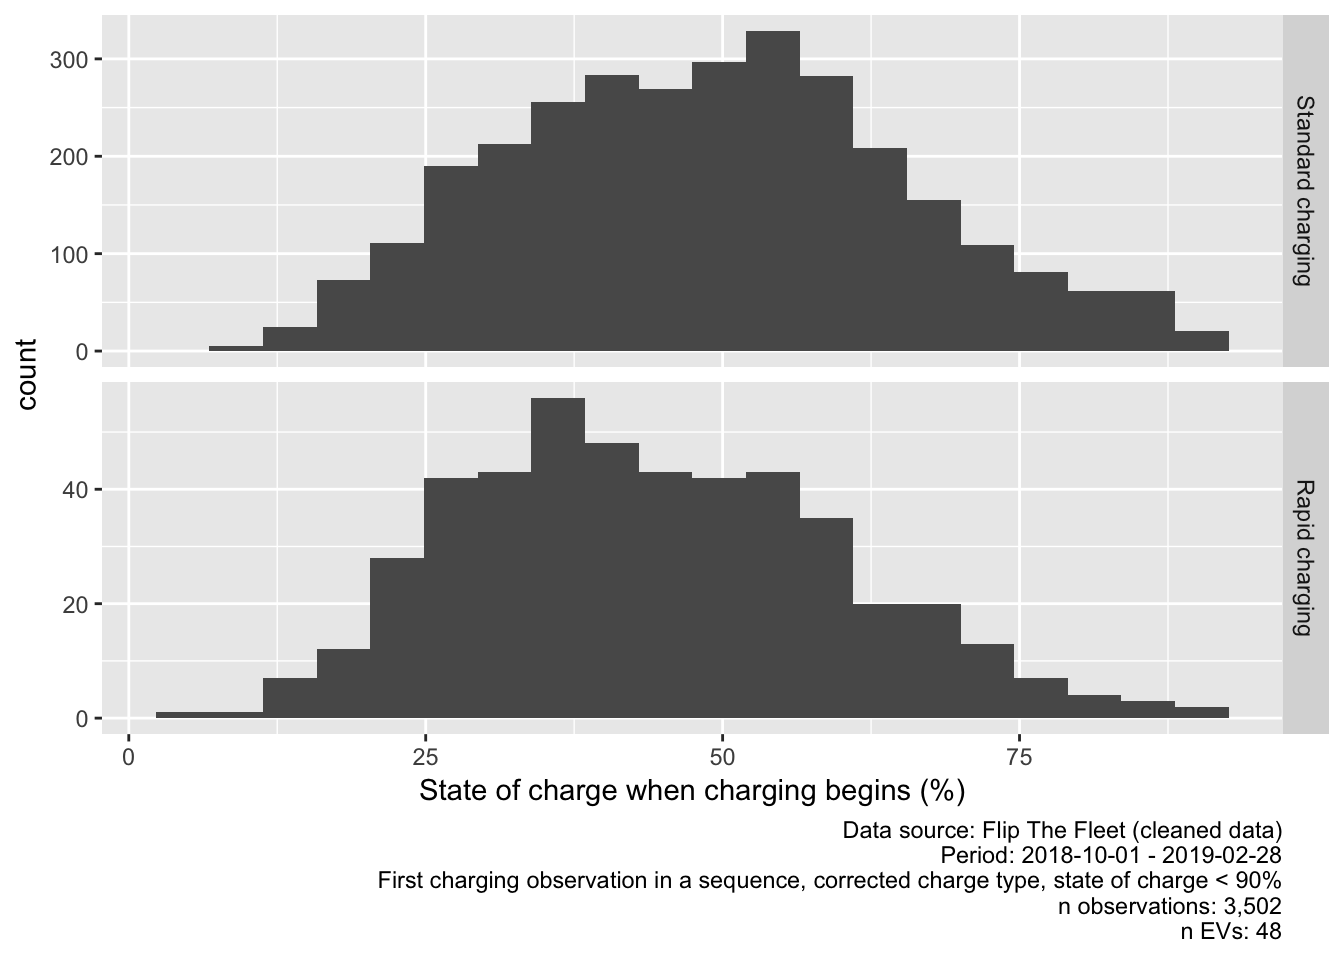 count
300
200
100
0
Standard charging
40
20
0
Rapid charging
0 25 50 75
State of charge when charging begins (%)
Data source: Flip The Fleet (cleaned data)
Period: 2018-10-01 - 2019-02-28
First charging observation in a sequence, corrected charge type, state of charge < 90%
n observations: 3,502
n EVs: 48